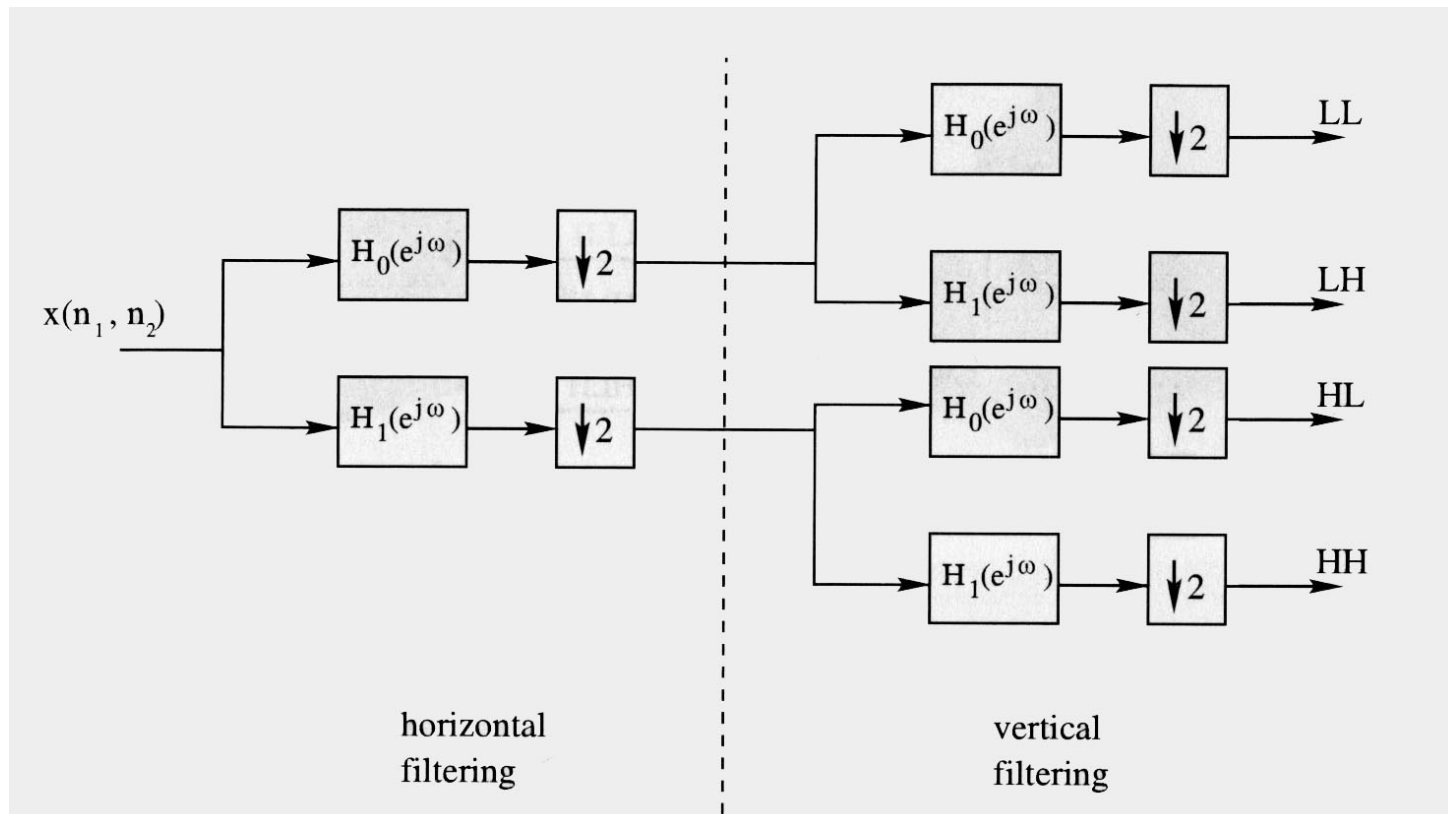 x(n₁, n₂)
H₀(e^{jω})
↓2
H₁(e^{jω})
↓2
H₀(e^{jω})
↓2
LL
H₁(e^{jω})
↓2
LH
H₀(e^{jω})
↓2
HL
H₁(e^{jω})
↓2
HH
horizontal
filtering
vertical
filtering